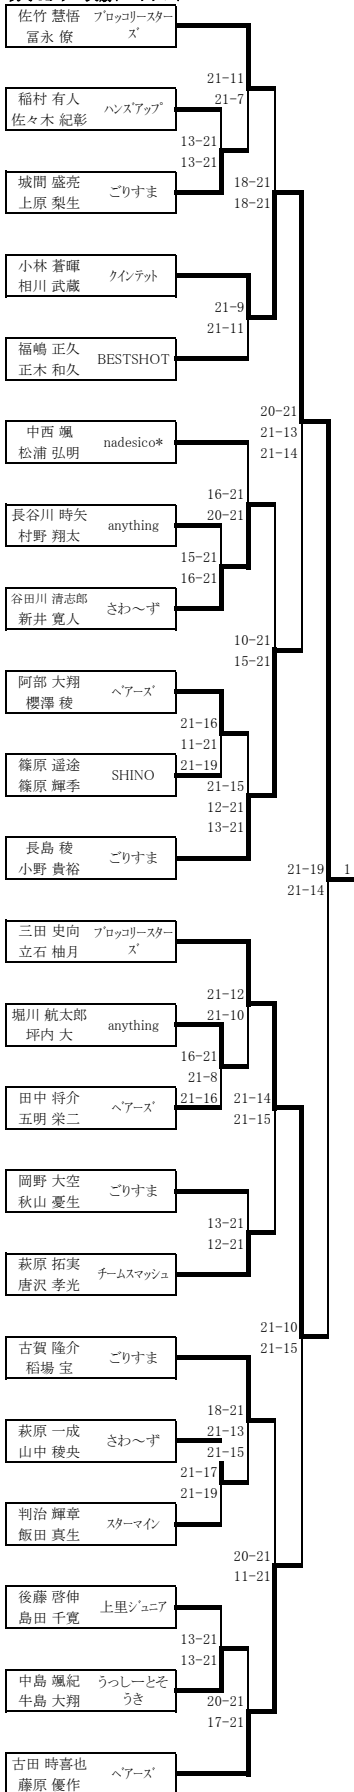 佐竹 慧悟 ブロッコリースター
冨永 僚 ズ
21-11
21-7
稲村 有人 ハンズアップ
佐々木 紀彰
13-21
13-21
城間 盛亮 ごりすま
上原 梨生
18-21
18-21
小林 蒼暉 クインテット
相川 武蔵
21-9
21-11
福嶋 正久 BESTSHOT
正木 和久
20-21
21-13
21-14
中西 颯 nadesico*
松浦 弘明
16-21
20-21
長谷川 時矢 anything
村野 翔太
15-21
16-21
谷田川 清志郎 さわ～ず
新井 寛人
10-21
15-21
阿部 大翔 ペアーズ
櫻澤 稜
21-16
11-21
21-19
篠原 遥途 SHINO
篠原 輝季
21-15
12-21
13-21
長島 稜 ごりすま
小野 貴裕
21-19 1
21-14
三田 史向 ブロッコリースター
立石 柚月 ズ
21-12
21-10
堀川 航太郎 anything
坪内 大
16-21
21-8
21-16
田中 将介 ペアーズ
五明 栄二
21-14
21-15
岡野 大空 ごりすま
秋山 憂生
13-21
12-21
萩原 拓実 チームスマッシュ
唐沢 孝光
21-10
21-15
古賀 隆介 ごりすま
稲場 宝
18-21
21-13
21-15
萩原 一成 さわ～ず
山中 稜央
21-17
21-19
判治 輝章 スターマイン
飯田 真生
20-21
11-21
後藤 啓伸 上里ジュニア
島田 千寛
13-21
13-21
中島 颯紀 うっしーとそ
牛島 大翔 うき
20-21
17-21
古田 時喜也 ペアーズ
藤原 優作